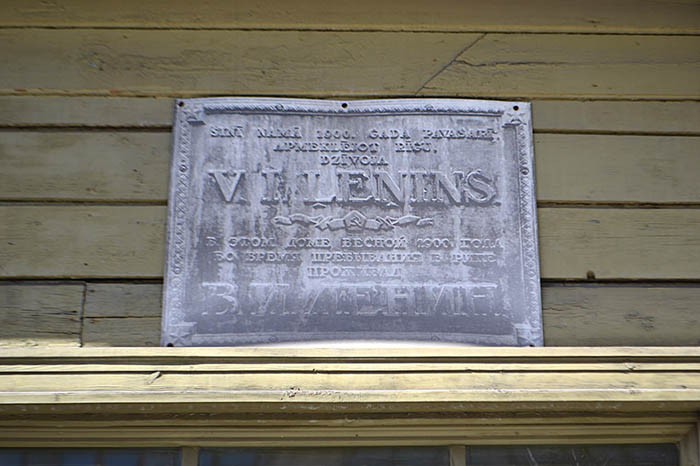 ŠINĪ NAMĀ 1900. GADA PAVASARĪ,
APMEKLĒJOT RĪGU,
DZĪVOJA
V. I. ĻEŅINS.
В ЭТОМ ДОМЕ ВЕСНОЙ 1900 ГОДА
ВО ВРЕМЯ ПРЕБЫВАНИЯ В РИГЕ
ПРОЖИВАЛ
В.И.ЛЕНИН.